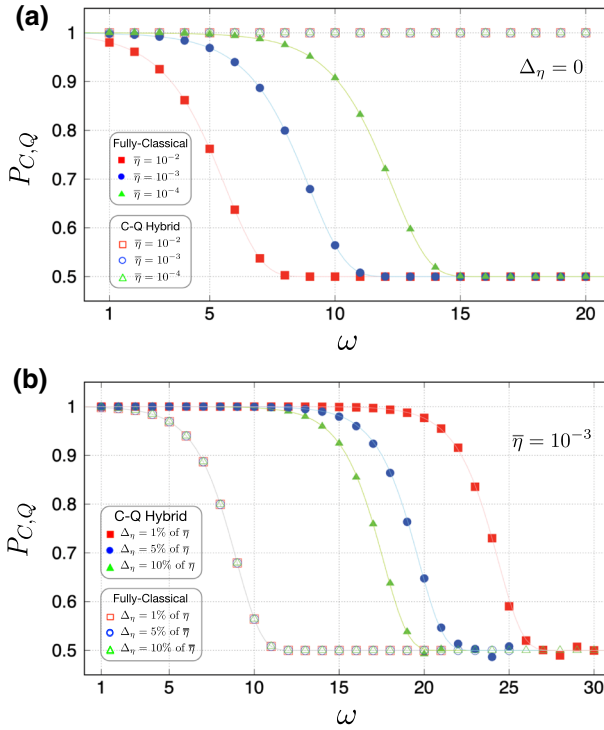 (a)
1
0.9
0.8
0.7
0.6
0.5
P_{C,Q}
Δ_η = 0
Fully-Classical
η̅ = 10⁻²
η̅ = 10⁻³
η̅ = 10⁻⁴
C-Q Hybrid
η̅ = 10⁻²
η̅ = 10⁻³
η̅ = 10⁻⁴
1 5 10 15 20
ω
(b)
1
0.9
0.8
0.7
0.6
0.5
P_{C,Q}
η̅ = 10⁻³
C-Q Hybrid
Δ_η = 1% of η̅
Δ_η = 5% of η̅
Δ_η = 10% of η̅
Fully-Classical
Δ_η = 1% of η̅
Δ_η = 5% of η̅
Δ_η = 10% of η̅
1 5 10 15 20 25 30
ω